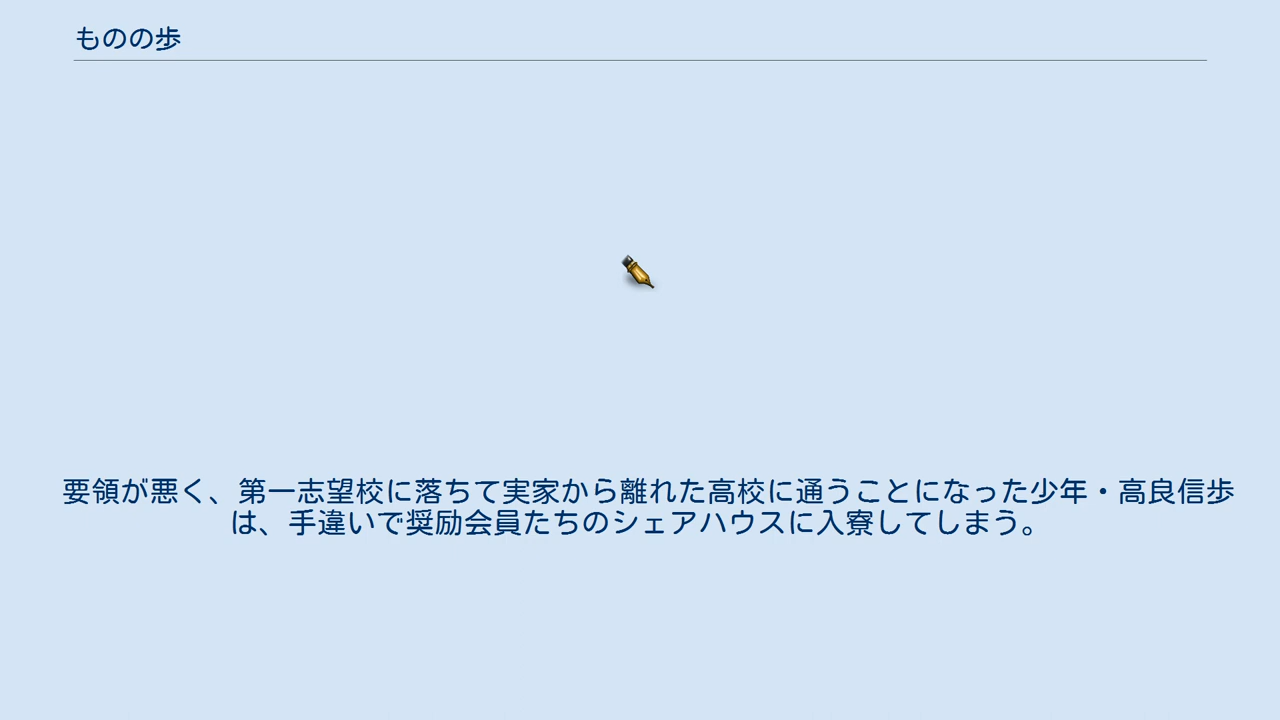 ものの歩
要領が悪く、第一志望校に落ちて実家から離れた高校に通うことになった少年・高良信歩
は、手違いで奨励会員たちのシェアハウスに入寮してしまう。